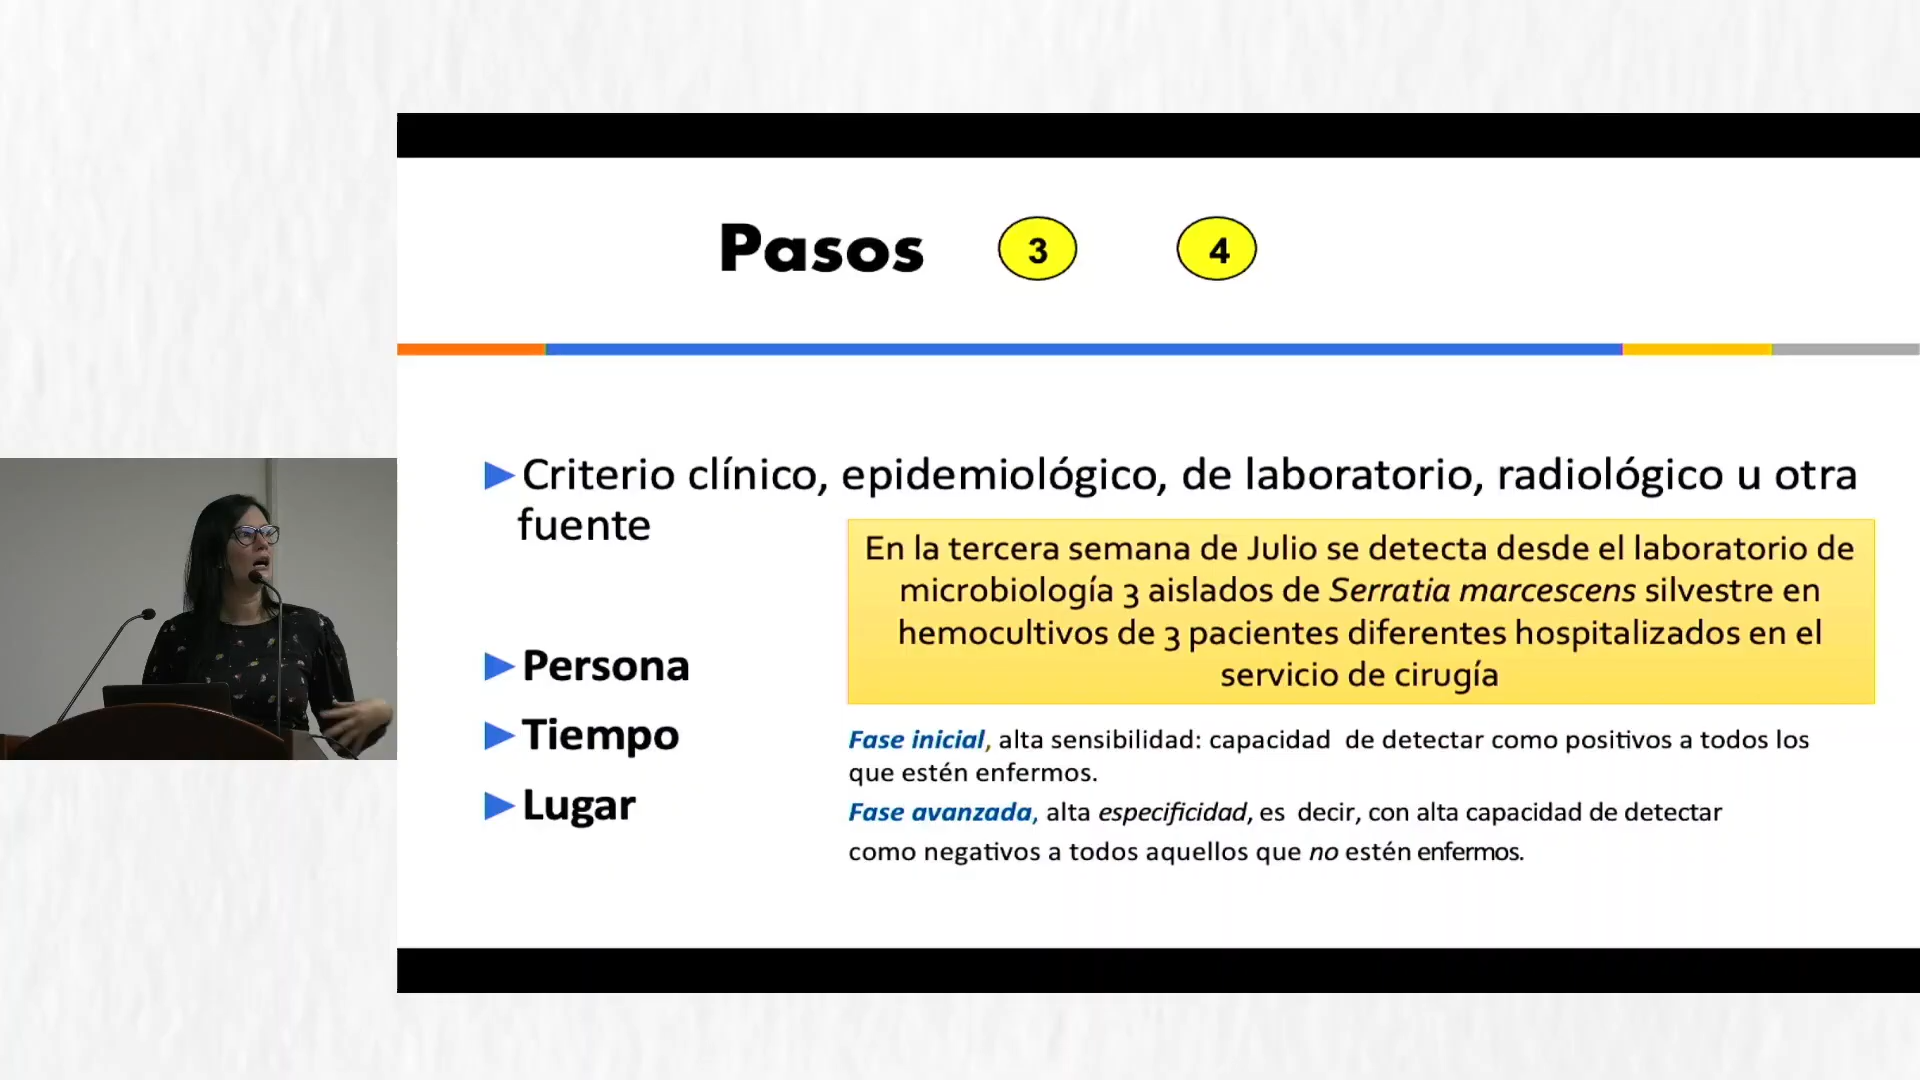 Pasos 3 4
Criterio clínico, epidemiológico, de laboratorio, radiológico u otra
fuente
En la tercera semana de Julio se detecta desde el laboratorio de
microbiología 3 aislados de Serratia marcescens silvestre en
hemocultivos de 3 pacientes diferentes hospitalizados en el
servicio de cirugía
Persona
Tiempo
Lugar
Fase inicial, alta sensibilidad: capacidad de detectar como positivos a todos los
que estén enfermos.
Fase avanzada, alta especificidad, es decir, con alta capacidad de detectar
como negativos a todos aquellos que no estén enfermos.